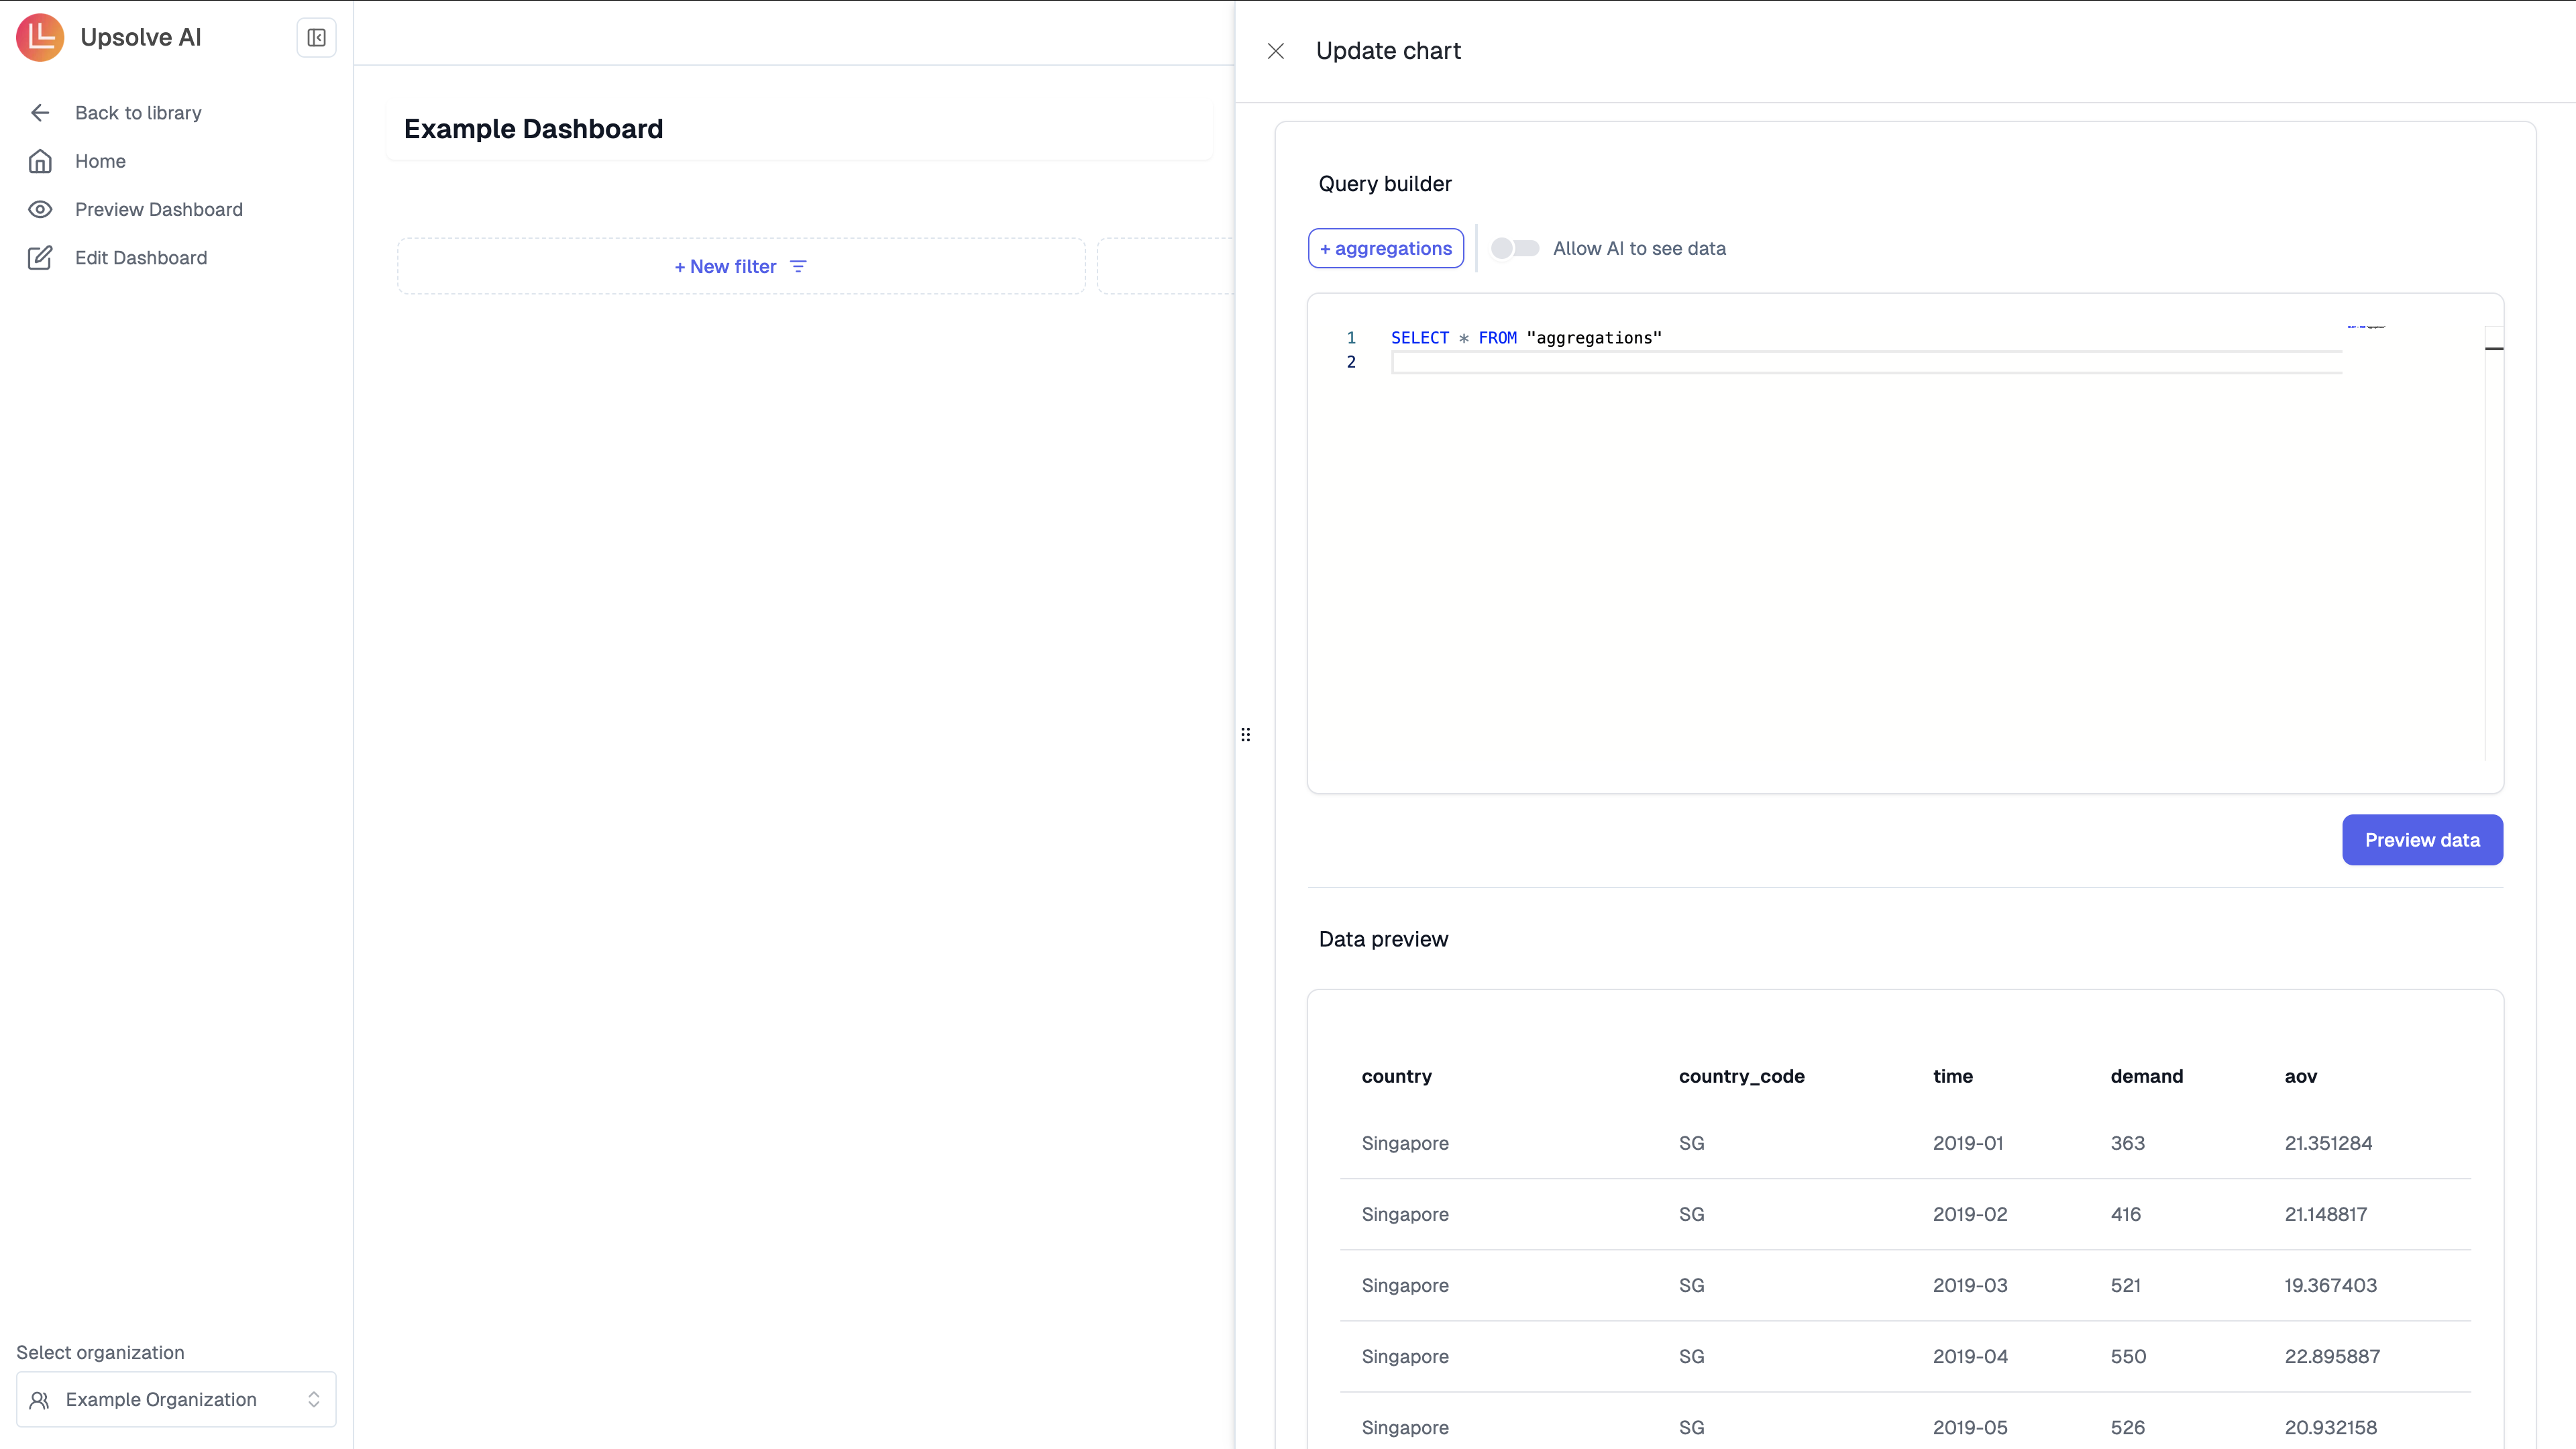 Upsolve AI
Back to library
Home
Preview Dashboard
Edit Dashboard
Select organization
Example Organization
Example Dashboard
+ New filter
Update chart
Query builder
+ aggregations
Allow AI to see data
1 SELECT * FROM "aggregations"
2
Preview data
Data preview
country country_code time demand aov
Singapore SG 2019-01 363 21.351284
Singapore SG 2019-02 416 21.148817
Singapore SG 2019-03 521 19.367403
Singapore SG 2019-04 550 22.895887
Singapore SG 2019-05 526 20.932158